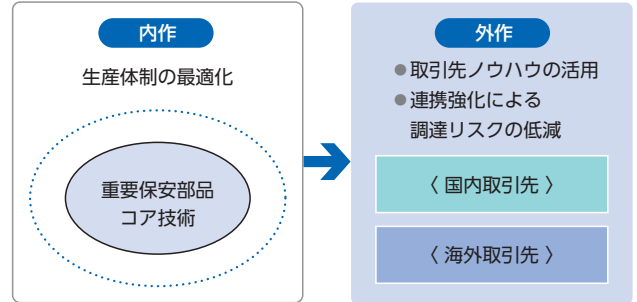 内作
生産体制の最適化
重要保安部品
コア技術
外作
●取引先ノウハウの活用
●連携強化による
調達リスクの低減
〈 国内取引先 〉
〈 海外取引先 〉